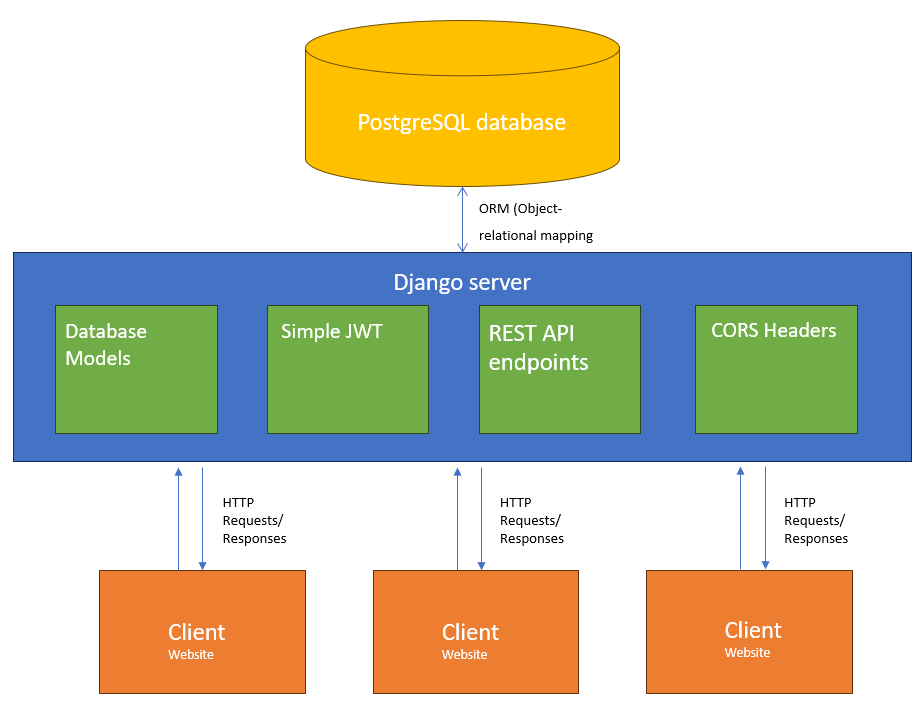 PostgreSQL database
ORM (Object-
relational mapping
Django server
Database
Models
Simple JWT
REST API
endpoints
CORS Headers
HTTP
Requests/
Responses
HTTP
Requests/
Responses
HTTP
Requests/
Responses
Client
Website
Client
Website
Client
Website